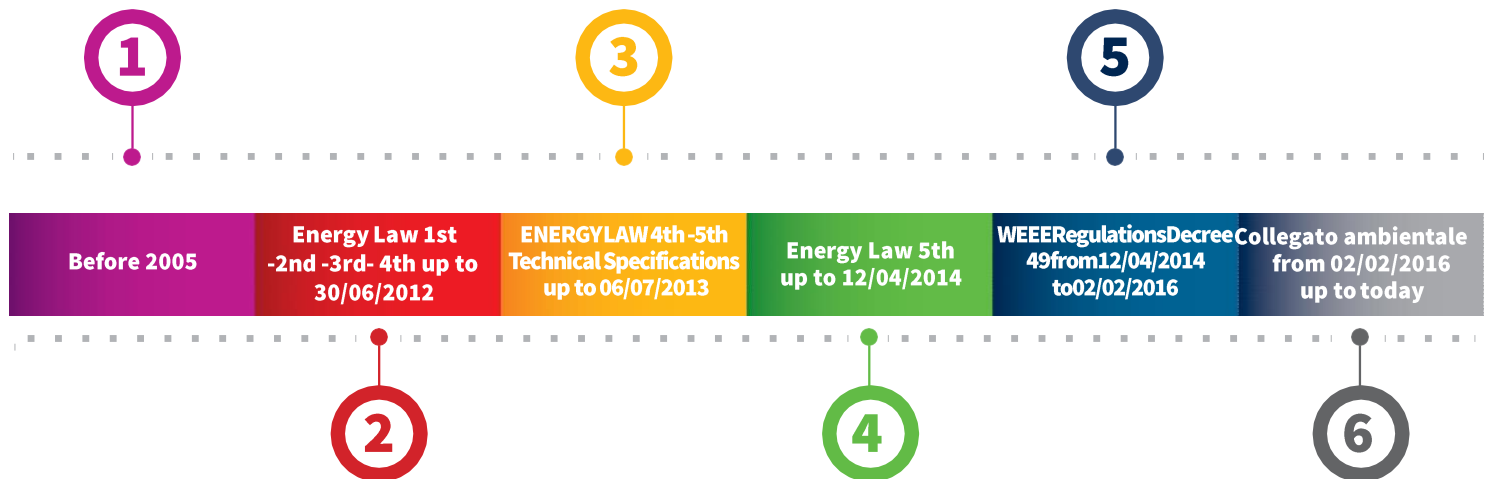 1
3
5
Before 2005
Energy Law 1st
-2nd -3rd- 4th up to
30/06/2012
ENERGY LAW 4th -5th
Technical Specifications
up to 06/07/2013
Energy Law 5th
up to 12/04/2014
WEEERegulationsDecree
49from12/04/2014
to02/02/2016
Collegato ambientale
from 02/02/2016
up to today
2
4
6